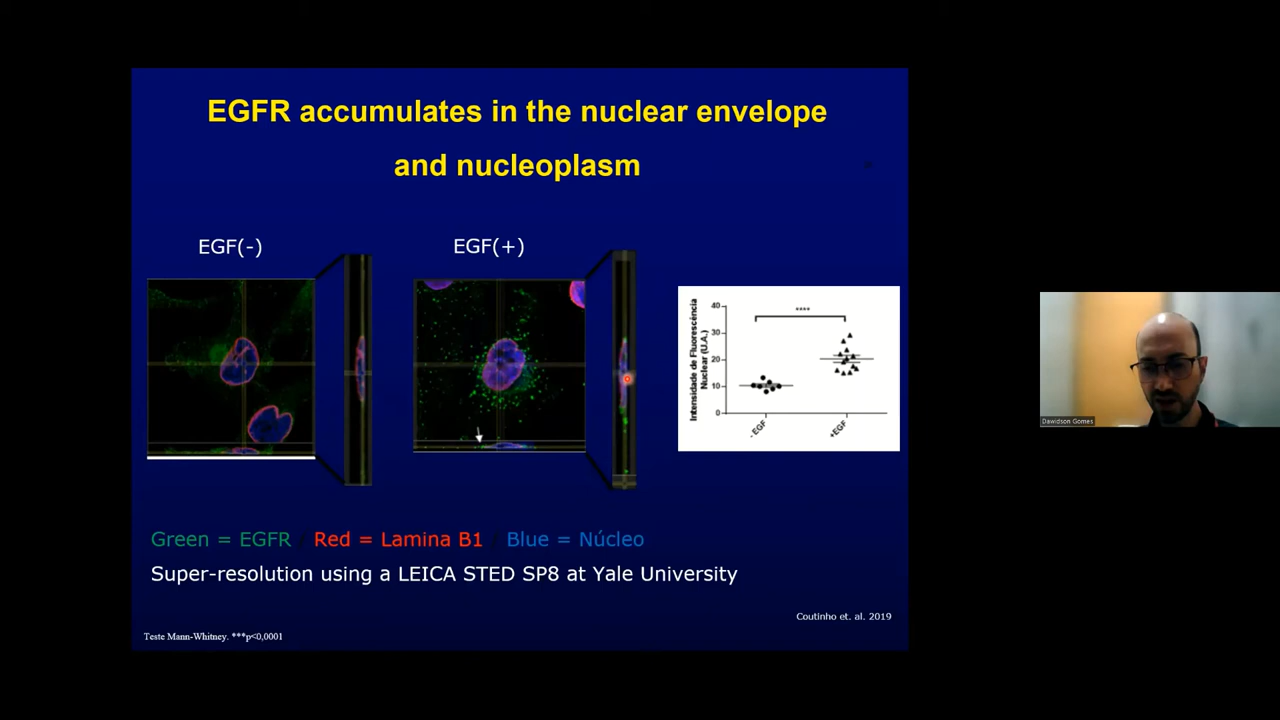 EGFR accumulates in the nuclear envelope
and nucleoplasm
EGF(-)
EGF(+)
Intensidade de Fluorescência
Nuclear (U.A.)
40
30
20
10
0
****
- EGF
+EGF
Green = EGFR / Red = Lamina B1 / Blue = Núcleo
Super-resolution using a LEICA STED SP8 at Yale University
Coutinho et. al. 2019
Teste Mann-Whitney. ***p<0,0001
Dawidson Gomes